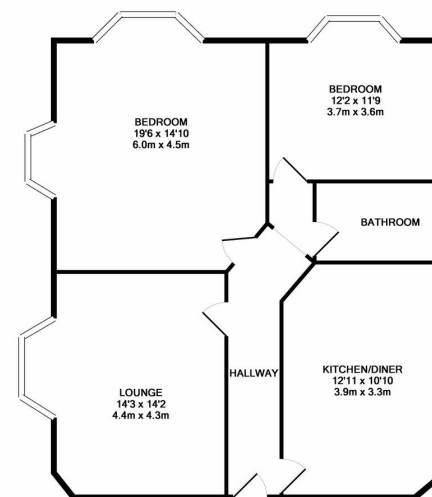 BEDROOM
19'6 x 14'10
6.0m x 4.5m
BEDROOM
12'2 x 11'9
3.7m x 3.6m
BATHROOM
LOUNGE
14'3 x 14'2
4.4m x 4.3m
HALLWAY
KITCHEN/DINER
12'11 x 10'10
3.9m x 3.3m